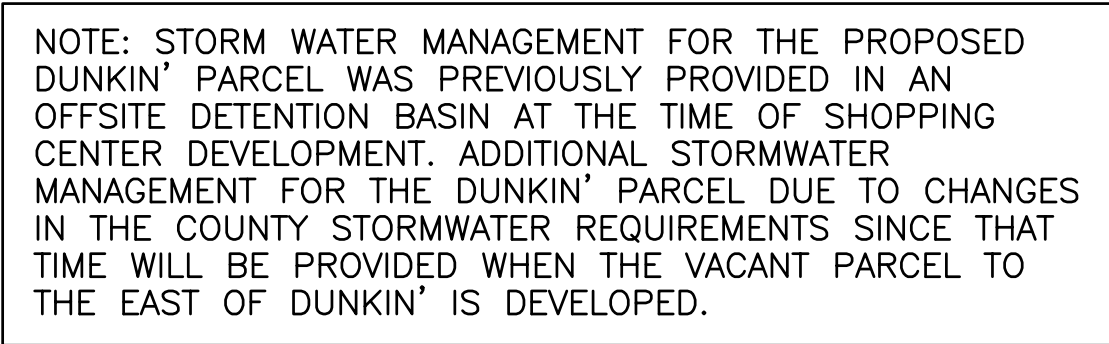 NOTE: STORM WATER MANAGEMENT FOR THE PROPOSED
DUNKIN' PARCEL WAS PREVIOUSLY PROVIDED IN AN
OFFSITE DETENTION BASIN AT THE TIME OF SHOPPING
CENTER DEVELOPMENT. ADDITIONAL STORMWATER
MANAGEMENT FOR THE DUNKIN' PARCEL DUE TO CHANGES
IN THE COUNTY STORMWATER REQUIREMENTS SINCE THAT
TIME WILL BE PROVIDED WHEN THE VACANT PARCEL TO
THE EAST OF DUNKIN' IS DEVELOPED.